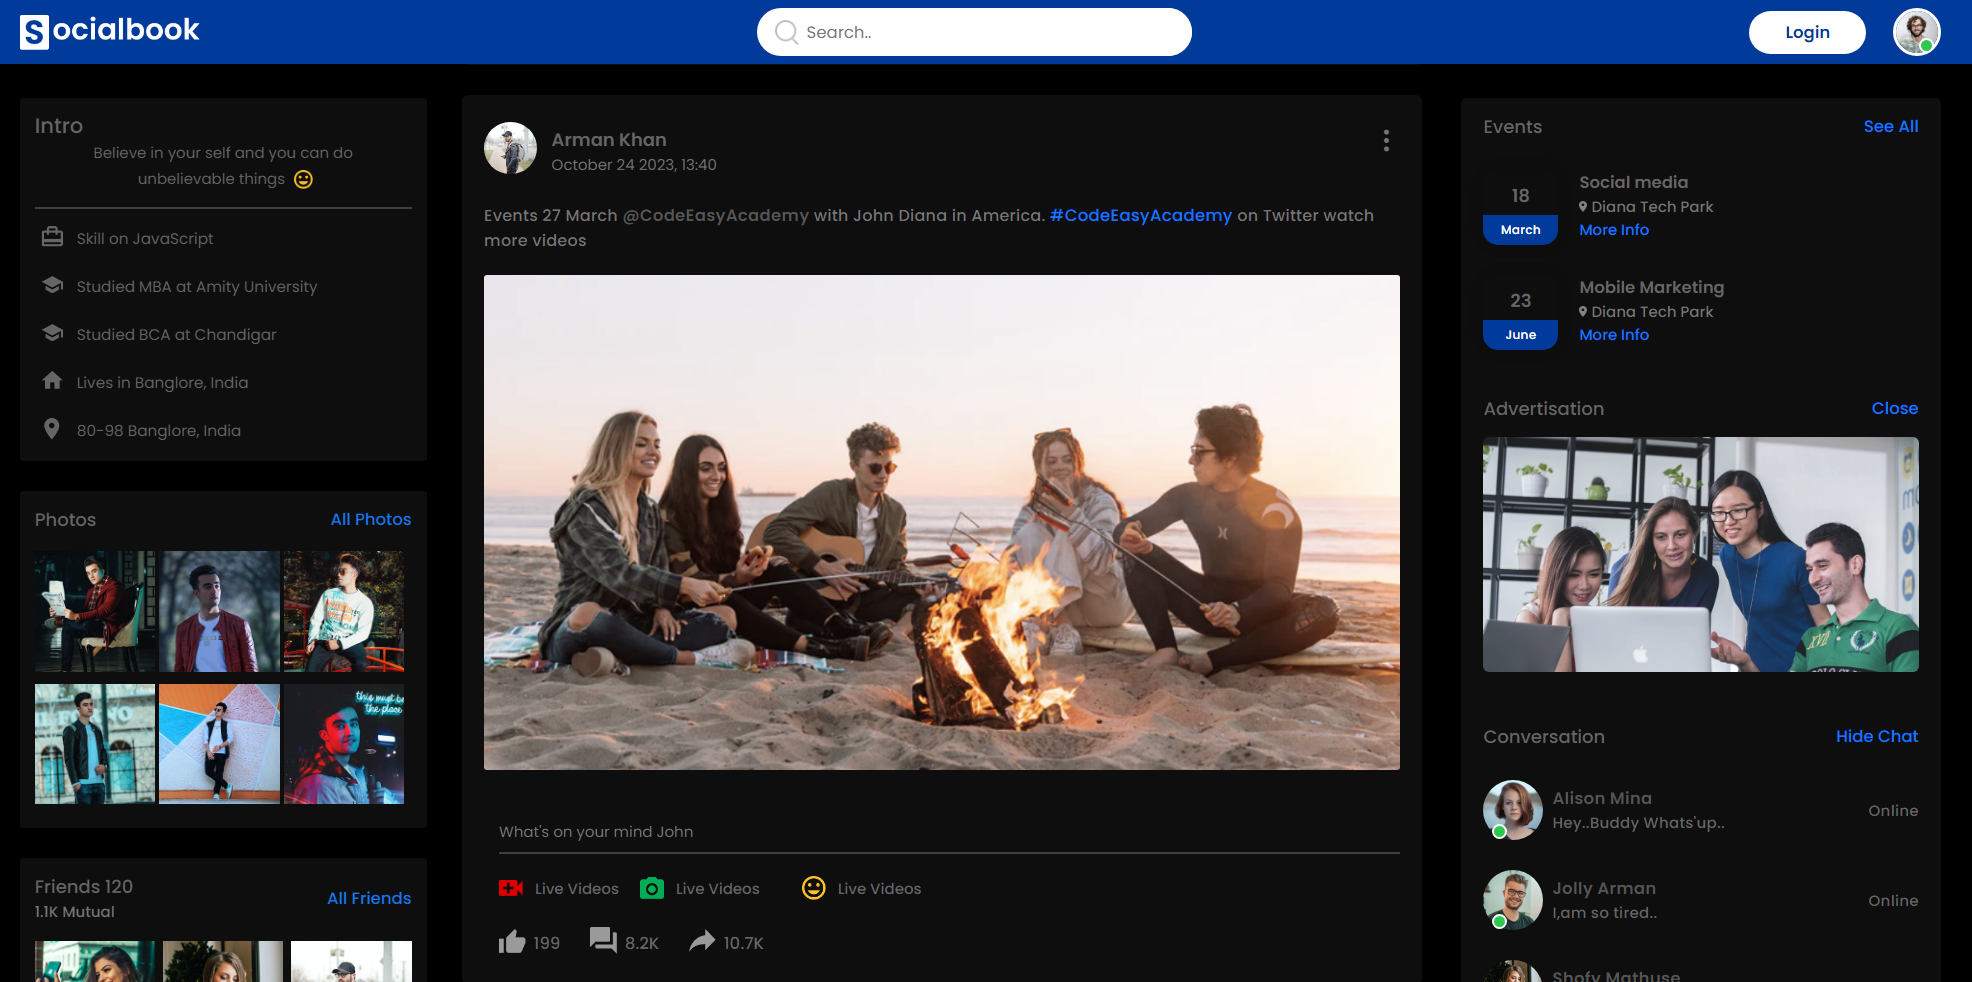 Socialbook
Search..
Login
Intro
Believe in your self and you can do
unbelievable things
Skill on JavaScript
Studied MBA at Amity University
Studied BCA at Chandigar
Lives in Banglore, India
80-98 Banglore, India
Photos
All Photos
this must be
the place
Friends 120
1.1K Mutual
All Friends
Arman Khan
October 24 2023, 13:40
Events 27 March @CodeEasyAcademy with John Diana in America. #CodeEasyAcademy on Twitter watch
more videos
What's on your mind John
Live Videos
Live Videos
Live Videos
199
8.2K
10.7K
Events
See All
18
March
Social media
Diana Tech Park
More Info
23
June
Mobile Marketing
Diana Tech Park
More Info
Advertisation
Close
Conversation
Hide Chat
Alison Mina
Hey..Buddy Whats'up..
Online
Jolly Arman
I,am so tired..
Online
Shofy Mathuse